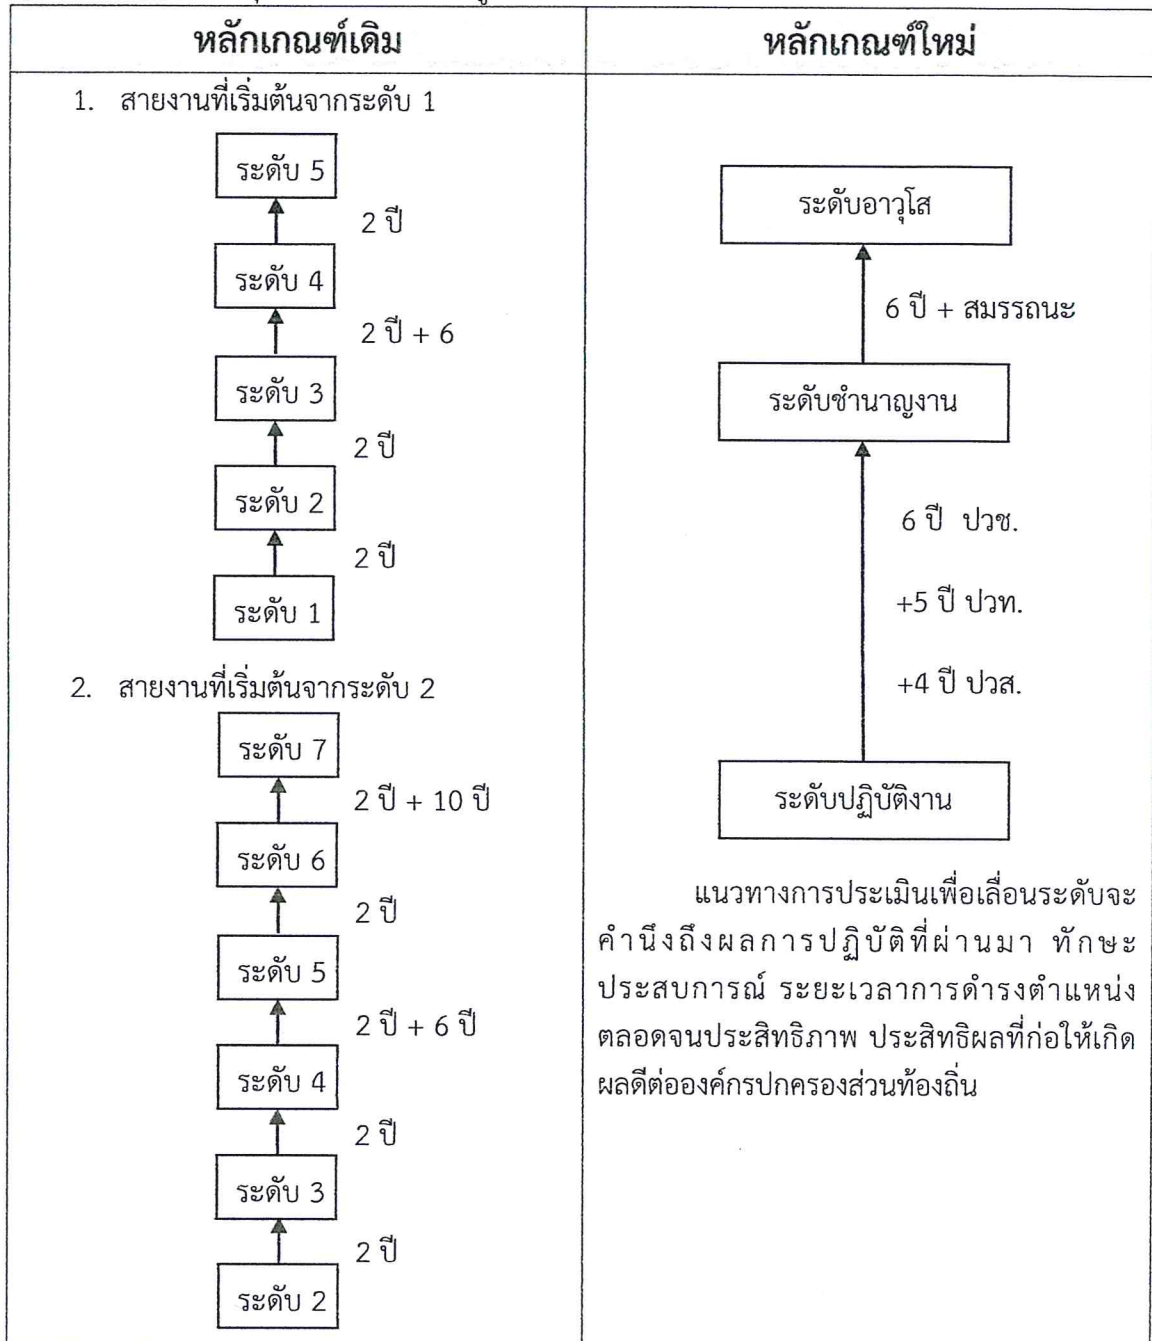 หลักเกณฑ์เดิม
หลักเกณฑ์ใหม่
1. สายงานที่เริ่มต้นจากระดับ 1
ระดับ 5
2 ปี
ระดับ 4
2 ปี + 6
ระดับ 3
2 ปี
ระดับ 2
2 ปี
ระดับ 1
2. สายงานที่เริ่มต้นจากระดับ 2
ระดับ 7
2 ปี + 10 ปี
ระดับ 6
2 ปี
ระดับ 5
2 ปี + 6 ปี
ระดับ 4
2 ปี
ระดับ 3
2 ปี
ระดับ 2
ระดับอาวุโส
6 ปี + สมรรถนะ
ระดับชำนาญงาน
6 ปี ปวช.
+5 ปี ปวท.
+4 ปี ปวส.
ระดับปฏิบัติงาน
แนวทางการประเมินเพื่อเลื่อนระดับจะ
คำนึงถึงผลการปฏิบัติที่ผ่านมา ทักษะ
ประสบการณ์ ระยะเวลาการดำรงตำแหน่ง
ตลอดจนประสิทธิภาพ ประสิทธิผลที่ก่อให้เกิด
ผลดีต่อองค์กรปกครองส่วนท้องถิ่น